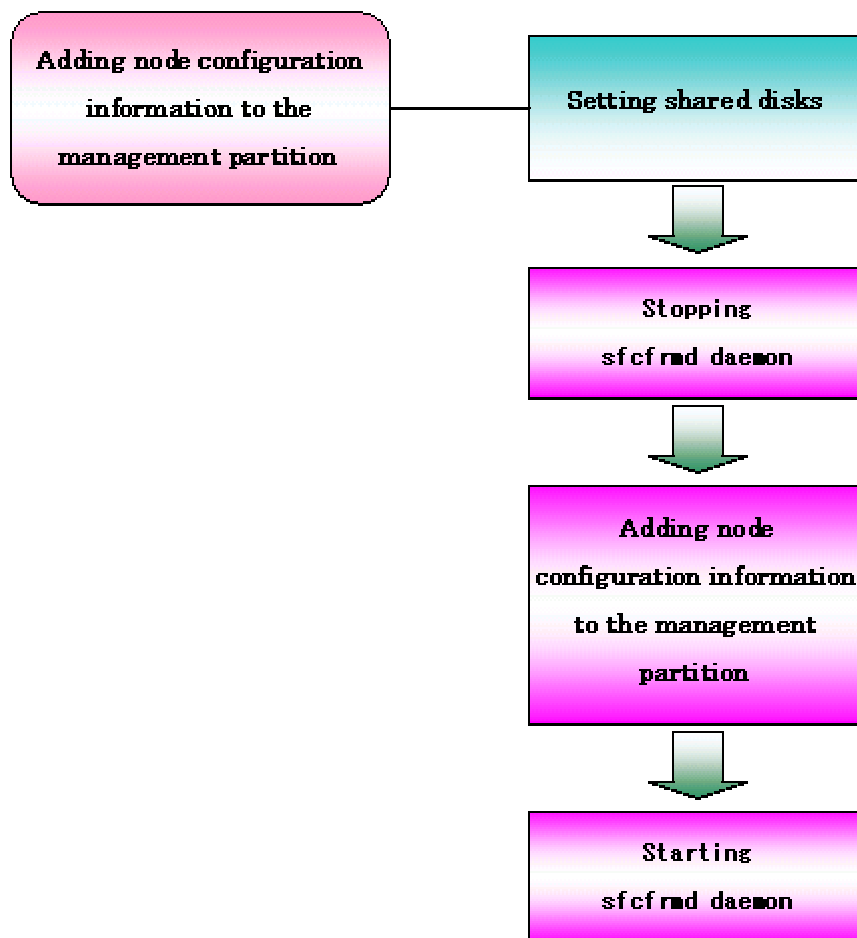 Adding node configuration
information to the
management partition
Setting shared disks
Stopping
sfcfrmd daemon
Adding node
configuration information
to the management
partition
Starting
sfcfrmd daemon